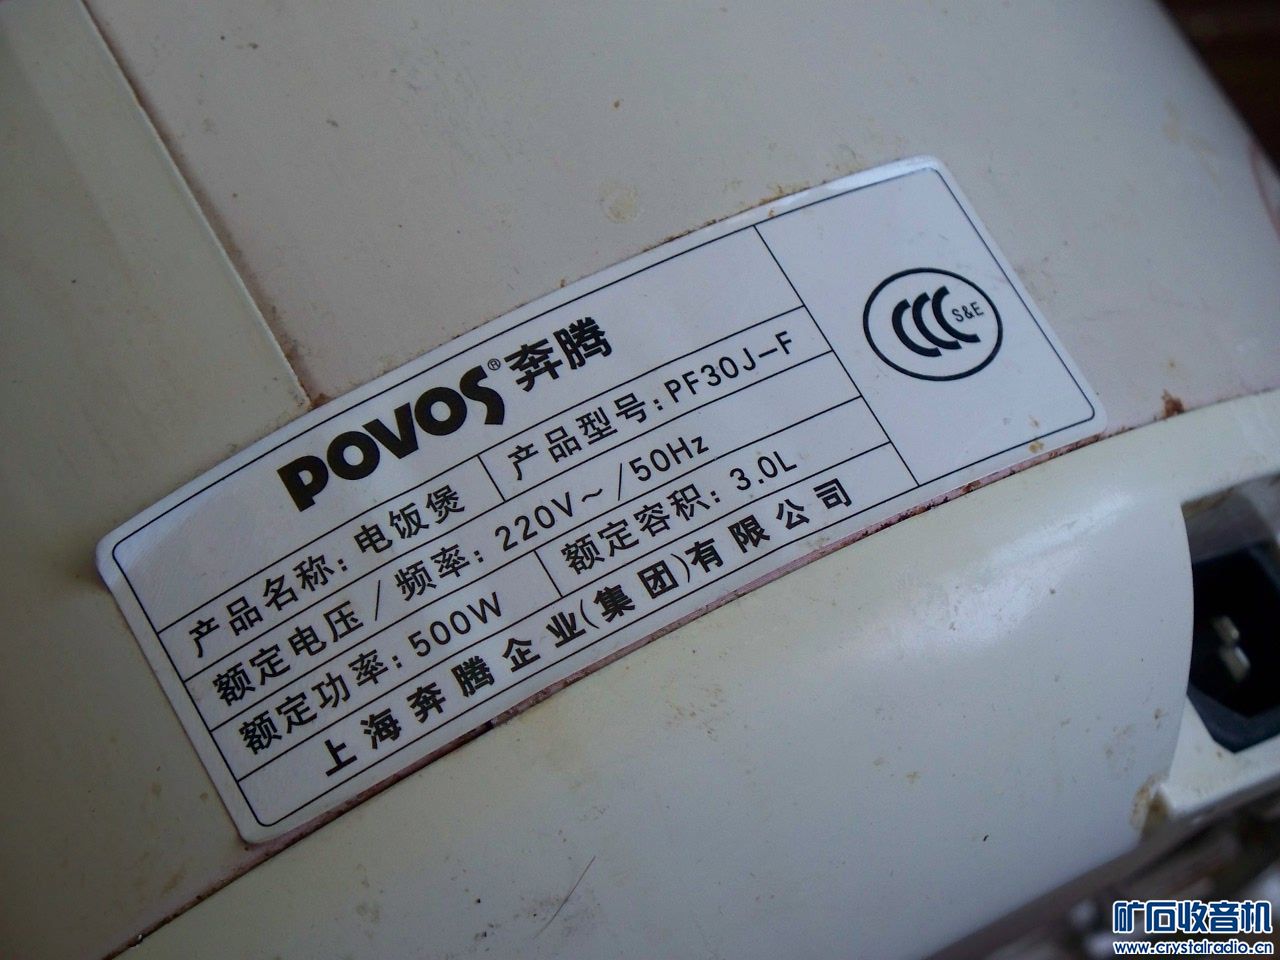 POVOS®奔腾
产品名称：电饭煲 产品型号：PF30J-F
额定电压/频率：220V～/50Hz
额定功率：500W 额定容积：3.0L
上海奔腾企业(集团)有限公司
CCC S&E
矿石收音机
www.crystalradio.cn